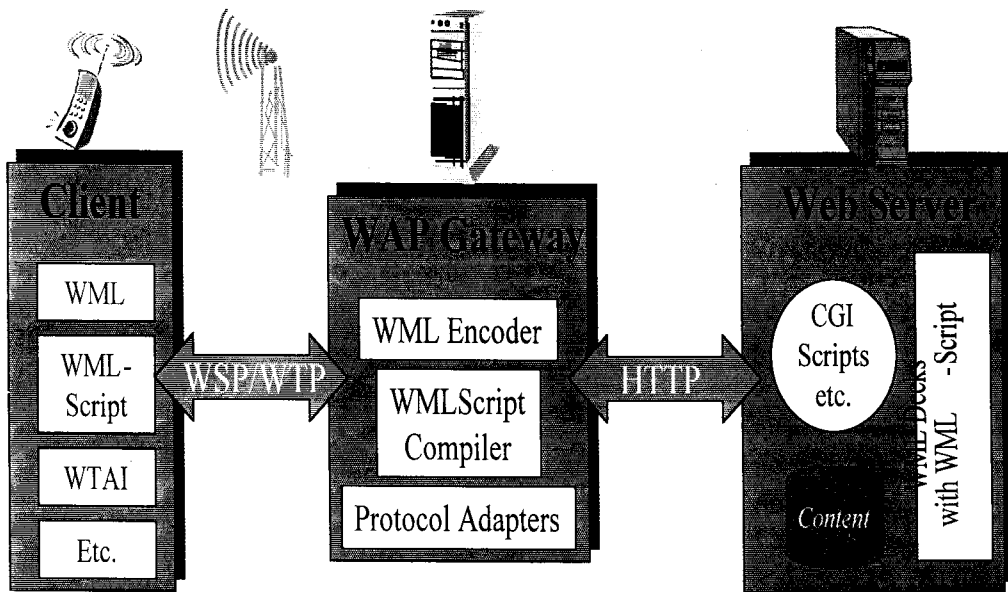 Client
WML
WML-
Script
WTAI
Etc.
WSP/WTP
WAP Gateway
WML Encoder
WMLScript
Compiler
Protocol Adapters
HTTP
Web Server
CGI
Scripts
etc.
Content
WML Decks
with WML -Script